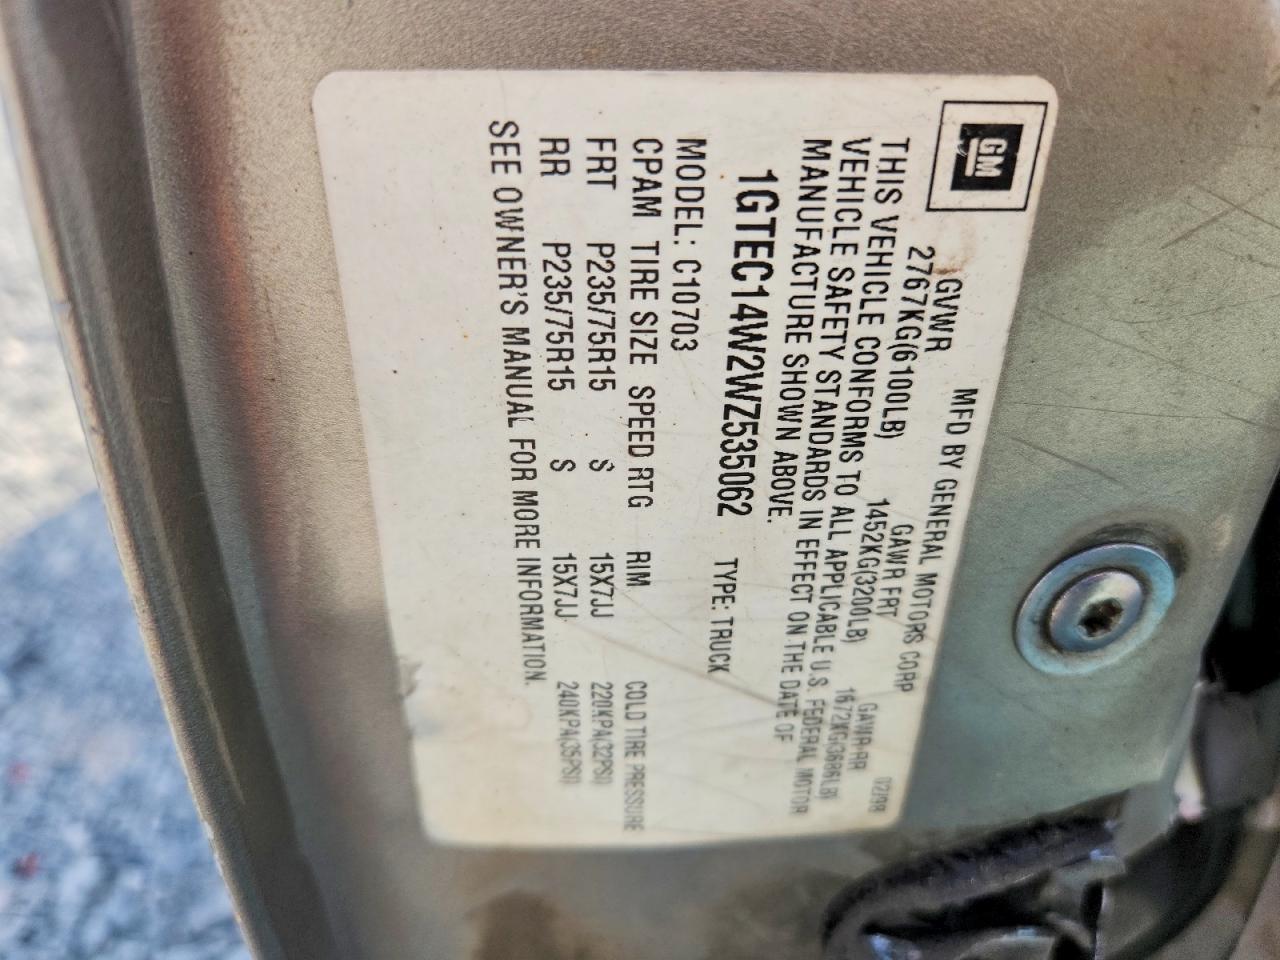 GM
MFD BY GENERAL MOTORS CORP 02/98
GVWR GAWR FRT GAWR RR
2767KG(6100LB) 1452KG(3200LB) 1672KG(3686LB)
THIS VEHICLE CONFORMS TO ALL APPLICABLE U.S. FEDERAL MOTOR
VEHICLE SAFETY STANDARDS IN EFFECT ON THE DATE OF
MANUFACTURE SHOWN ABOVE.
1GTEC14W2WZ535062 TYPE: TRUCK
MODEL: C10703
CPAM TIRE SIZE SPEED RTG RIM COLD TIRE PRESSURE
FRT P235/75R15 S 15X7JJ 220KPA(32PSI)
RR P235/75R15 S 15X7JJ 240KPA(35PSI)
SEE OWNER'S MANUAL FOR MORE INFORMATION.